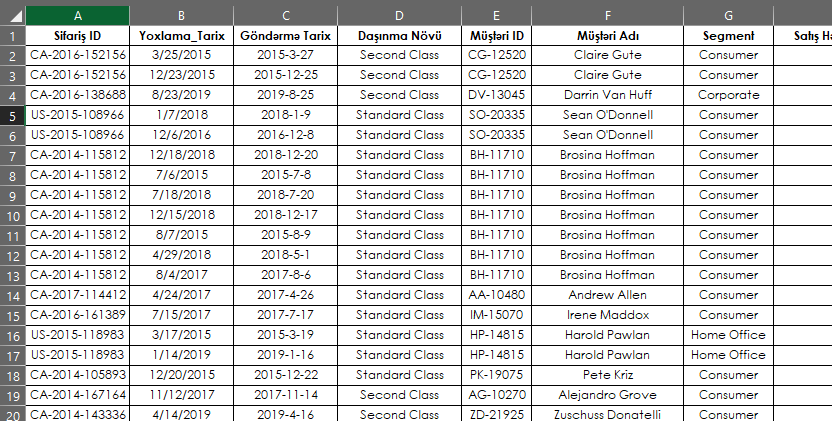 A B C D E F G
1 Sifariş ID Yoxlama_Tarix Göndərmə Tarix Daşınma Növü Müştəri ID Müştəri Adı Segment Satış
2 CA-2016-152156 3/25/2015 2015-3-27 Second Class CG-12520 Claire Gute Consumer
3 CA-2016-152156 12/23/2015 2015-12-25 Second Class CG-12520 Claire Gute Consumer
4 CA-2016-138688 8/23/2019 2019-8-25 Second Class DV-13045 Darrin Van Huff Corporate
5 US-2015-108966 1/7/2018 2018-1-9 Standard Class SO-20335 Sean O'Donnell Consumer
6 US-2015-108966 12/6/2016 2016-12-8 Standard Class SO-20335 Sean O'Donnell Consumer
7 CA-2014-115812 12/18/2018 2018-12-20 Standard Class BH-11710 Brosina Hoffman Consumer
8 CA-2014-115812 7/6/2015 2015-7-8 Standard Class BH-11710 Brosina Hoffman Consumer
9 CA-2014-115812 7/18/2018 2018-7-20 Standard Class BH-11710 Brosina Hoffman Consumer
10 CA-2014-115812 12/15/2018 2018-12-17 Standard Class BH-11710 Brosina Hoffman Consumer
11 CA-2014-115812 8/7/2015 2015-8-9 Standard Class BH-11710 Brosina Hoffman Consumer
12 CA-2014-115812 4/29/2018 2018-5-1 Standard Class BH-11710 Brosina Hoffman Consumer
13 CA-2014-115812 8/4/2017 2017-8-6 Standard Class BH-11710 Brosina Hoffman Consumer
14 CA-2017-114412 4/24/2017 2017-4-26 Standard Class AA-10480 Andrew Allen Consumer
15 CA-2016-161389 7/15/2017 2017-7-17 Standard Class IM-15070 Irene Maddox Consumer
16 US-2015-118983 3/17/2015 2015-3-19 Standard Class HP-14815 Harold Pawlan Home Office
17 US-2015-118983 1/14/2019 2019-1-16 Standard Class HP-14815 Harold Pawlan Home Office
18 CA-2014-105893 12/20/2015 2015-12-22 Standard Class PK-19075 Pete Kriz Consumer
19 CA-2014-167164 11/12/2017 2017-11-14 Second Class AG-10270 Alejandro Grove Consumer
20 CA-2014-143336 4/14/2019 2019-4-16 Second Class ZD-21925 Zuschuss Donatelli Consumer